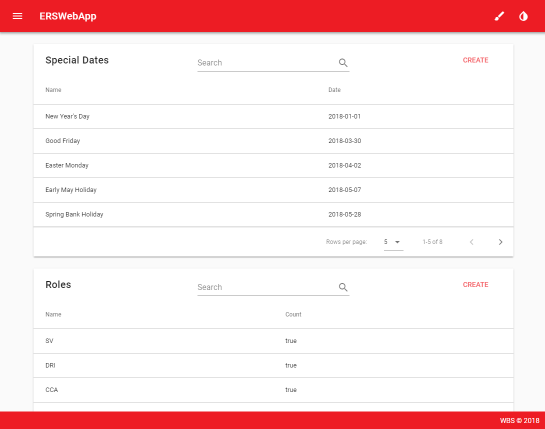 ERSWebApp
Special Dates
Search
CREATE
Name Date
New Year's Day 2018-01-01
Good Friday 2018-03-30
Easter Monday 2018-04-02
Early May Holiday 2018-05-07
Spring Bank Holiday 2018-05-28
Rows per page: 5 1-5 of 8
Roles
Search
CREATE
Name Count
SV true
DRI true
CCA true
WBS © 2018